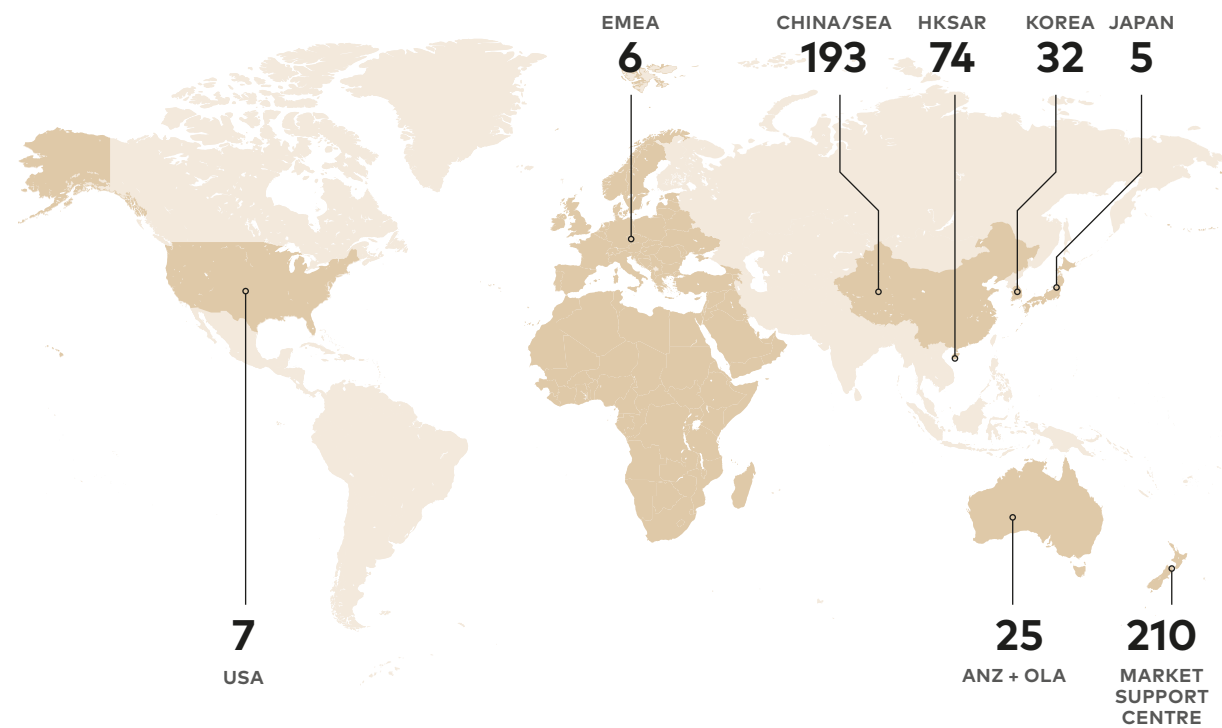 EMEA
6
CHINA/SEA
193
HKSAR
74
KOREA
32
JAPAN
5
7
USA
25
ANZ + OLA
210
MARKET
SUPPORT
CENTRE